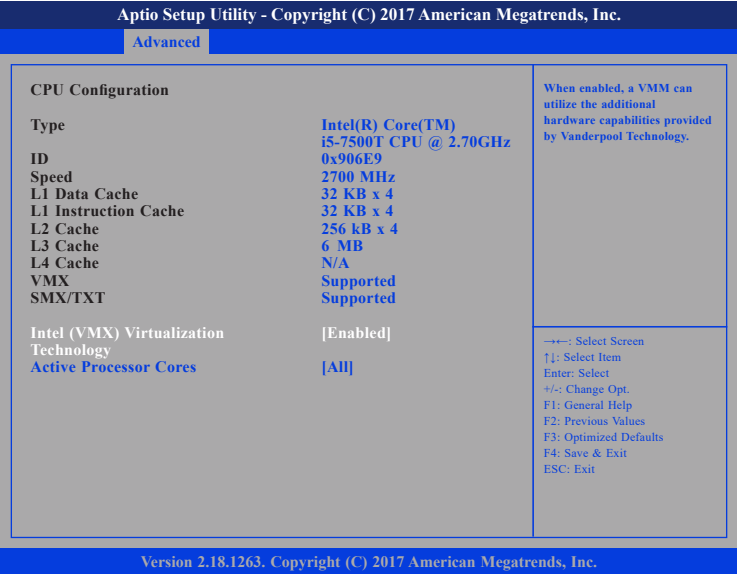 Aptio Setup Utility - Copyright (C) 2017 American Megatrends, Inc.
Advanced
CPU Configuration
Type Intel(R) Core(TM)
i5-7500T CPU @ 2.70GHz
ID 0x906E9
Speed 2700 MHz
L1 Data Cache 32 KB x 4
L1 Instruction Cache 32 KB x 4
L2 Cache 256 kB x 4
L3 Cache 6 MB
L4 Cache N/A
VMX Supported
SMX/TXT Supported
Intel (VMX) Virtualization [Enabled]
Technology
Active Processor Cores [All]
When enabled, a VMM can
utilize the additional
hardware capabilities provided
by Vanderpool Technology.
→←: Select Screen
↑↓: Select Item
Enter: Select
+/-: Change Opt.
F1: General Help
F2: Previous Values
F3: Optimized Defaults
F4: Save & Exit
ESC: Exit
Version 2.18.1263. Copyright (C) 2017 American Megatrends, Inc.